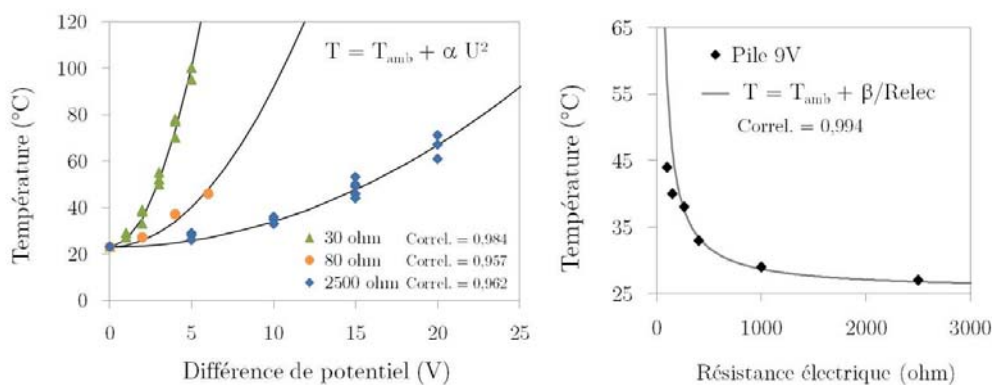 120
100
80
60
40
20
0
T = T_amb + α U²
30 ohm Correl. = 0,984
80 ohm Correl. = 0,957
2500 ohm Correl. = 0,962
0 5 10 15 20 25
Différence de potentiel (V)
Température (°C)
65
55
45
35
25
Pile 9V
T = T_amb + β/Relec
Correl. = 0,994
0 1000 2000 3000
Résistance électrique (ohm)
Température (°C)